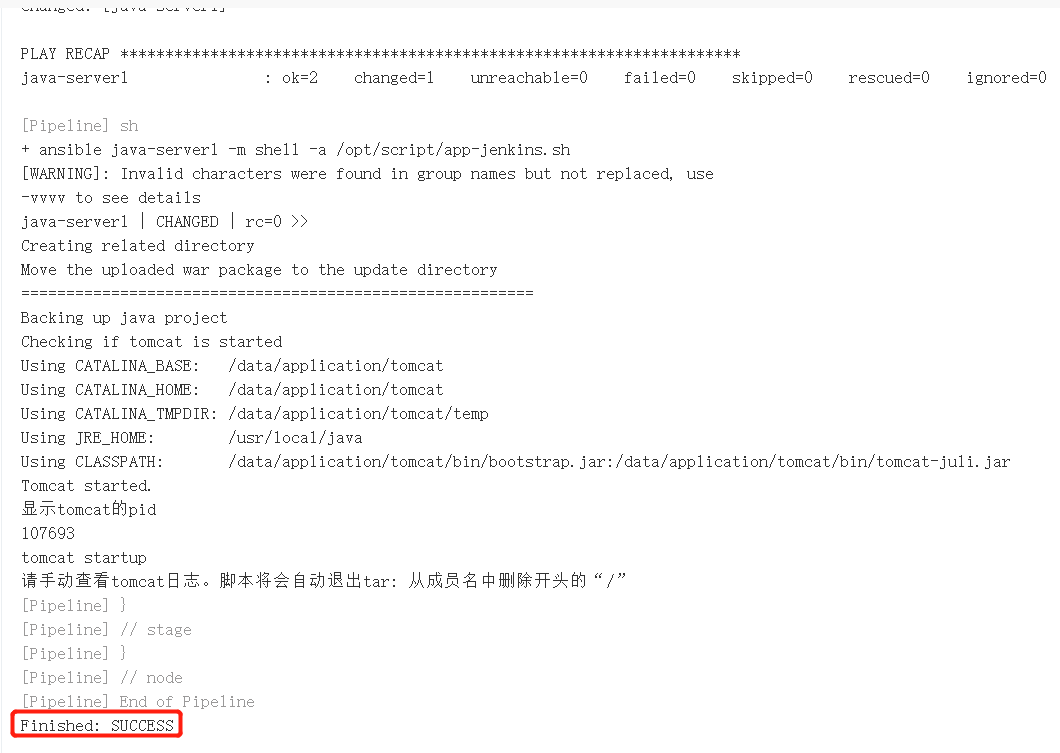 changed: [java-server1]
PLAY RECAP *********************************************************************
java-server1 : ok=2 changed=1 unreachable=0 failed=0 skipped=0 rescued=0 ignored=0
[Pipeline] sh
+ ansible java-server1 -m shell -a /opt/script/app-jenkins.sh
[WARNING]: Invalid characters were found in group names but not replaced, use
-vvvv to see details
java-server1 | CHANGED | rc=0 >>
Creating related directory
Move the uploaded war package to the update directory
=========================================================
Backing up java project
Checking if tomcat is started
Using CATALINA_BASE: /data/application/tomcat
Using CATALINA_HOME: /data/application/tomcat
Using CATALINA_TMPDIR: /data/application/tomcat/temp
Using JRE_HOME: /usr/local/java
Using CLASSPATH: /data/application/tomcat/bin/bootstrap.jar:/data/application/tomcat/bin/tomcat-juli.jar
Tomcat started.
显示tomcat的pid
107693
tomcat startup
请手动查看tomcat日志。脚本将会自动退出tar: 从成员名中删除开头的“/”
[Pipeline] }
[Pipeline] // stage
[Pipeline] }
[Pipeline] // node
[Pipeline] End of Pipeline
Finished: SUCCESS